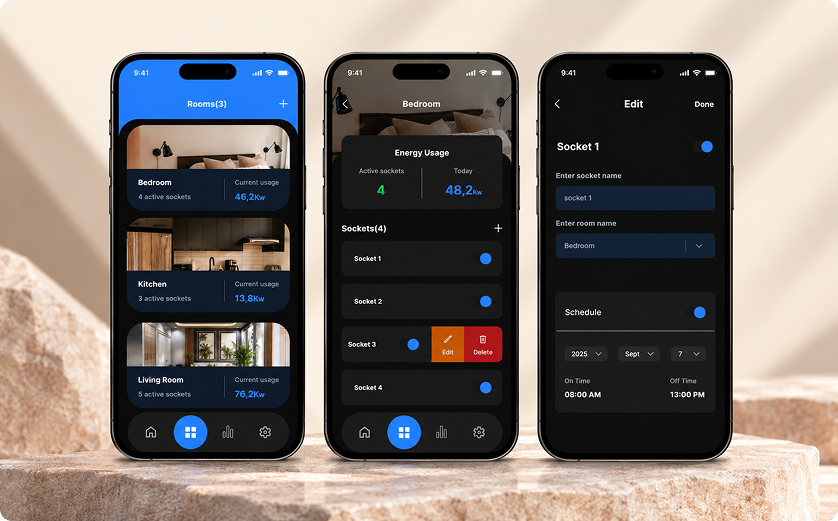 9:41
Rooms(3)
+
Bedroom
4 active sockets
Current usage
46,2Kw
Kitchen
3 active sockets
Current usage
13,8Kw
Living Room
5 active sockets
Current usage
76,2Kw
9:41
Bedroom
Energy Usage
Active sockets
4
Today
48,2Kw
Sockets(4)
+
Socket 1
Socket 2
Socket 3
Edit
Delete
Socket 4
9:41
Edit
Done
Socket 1
Enter socket name
socket 1
Enter room name
Bedroom
Schedule
2025
Sept
7
On Time
Off Time
08:00 AM
13:00 PM